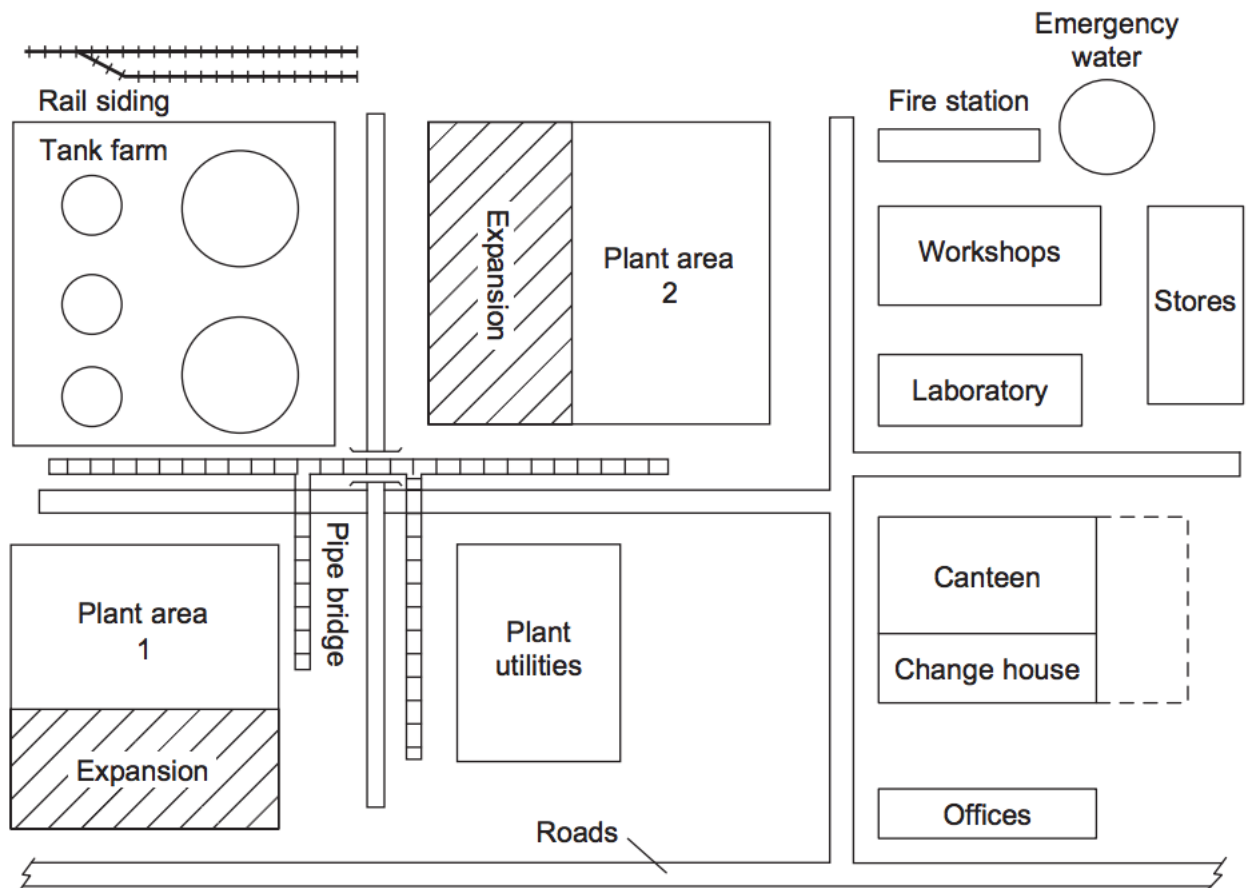 Emergency
water
Rail siding
Fire station
Tank farm
Expansion
Plant area
2
Workshops
Stores
Laboratory
Pipe bridge
Plant area
1
Plant
utilities
Canteen
Change house
Expansion
Offices
Roads